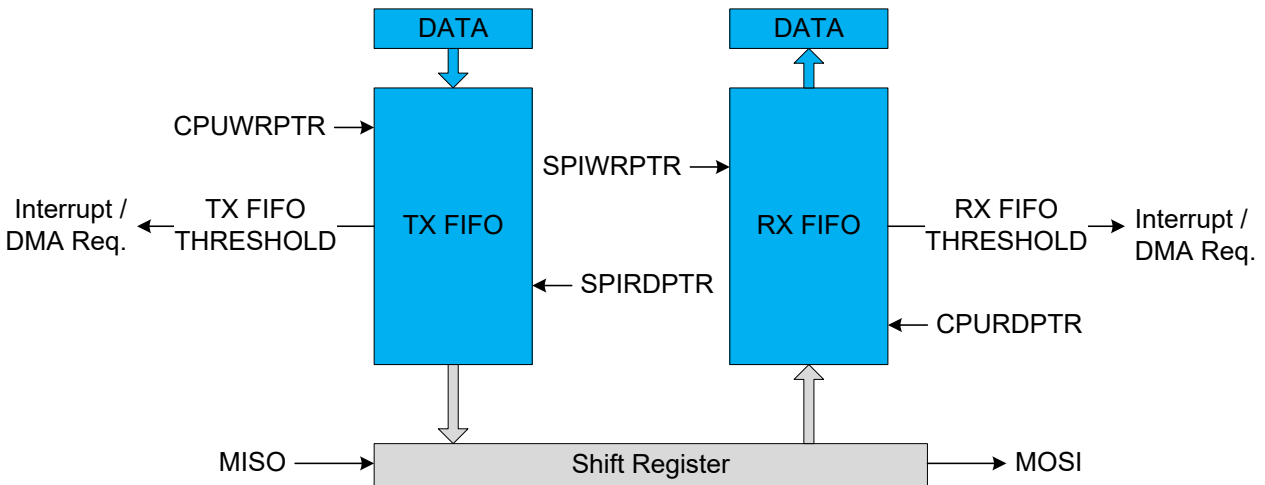 DATA
DATA
CPUWRPTR
SPIWRPTR
Interrupt /
DMA Req.
TX FIFO
THRESHOLD
TX FIFO
RX FIFO
RX FIFO
THRESHOLD
Interrupt /
DMA Req.
SPIRDPTR
CPURDPTR
MISO
Shift Register
MOSI